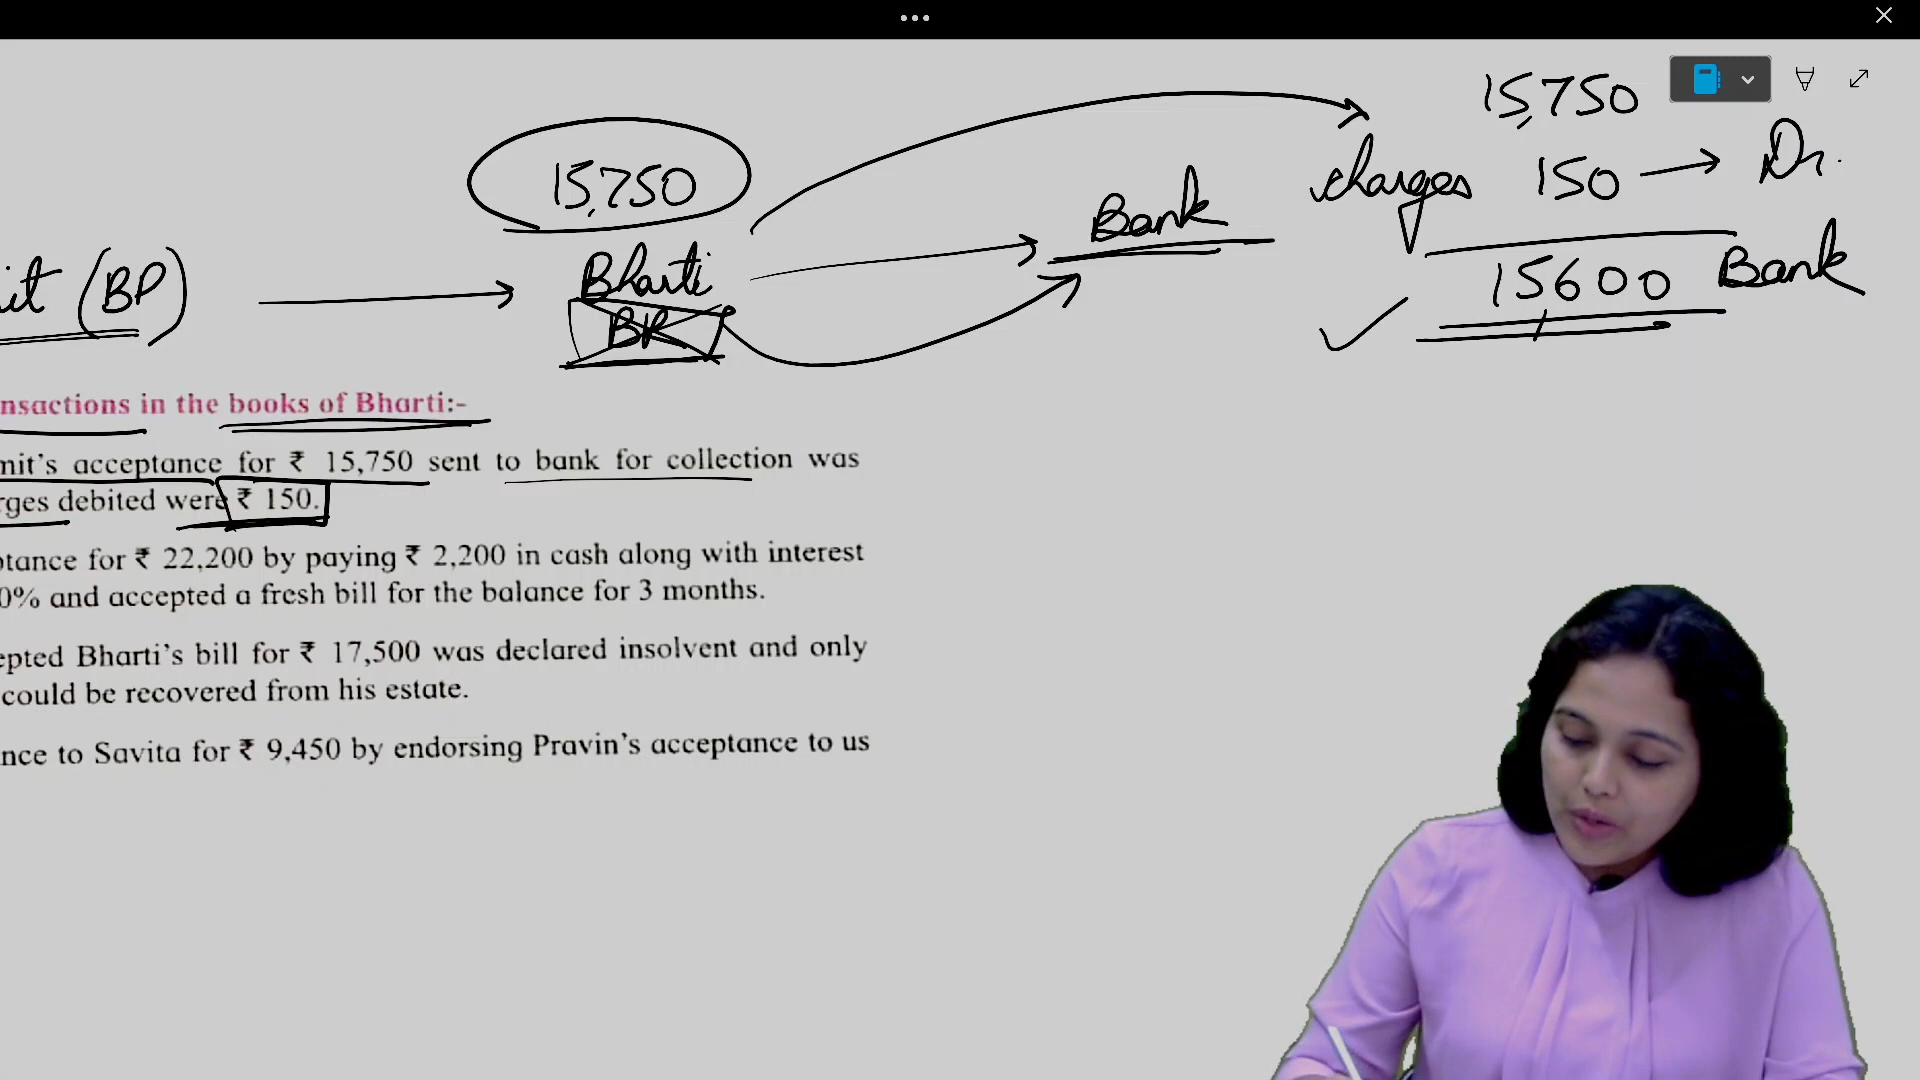 15,750
15,750
charges 150 → Dr.
Bank
15600 Bank
it (BP) → Bharti
BR
nsactions in the books of Bharti:-
mit's acceptance for ₹ 15,750 sent to bank for collection was
rges debited were ₹ 150.
ptance for ₹ 22,200 by paying ₹ 2,200 in cash along with interest
0% and accepted a fresh bill for the balance for 3 months.
epted Bharti's bill for ₹ 17,500 was declared insolvent and only
could be recovered from his estate.
nce to Savita for ₹ 9,450 by endorsing Pravin's acceptance to us